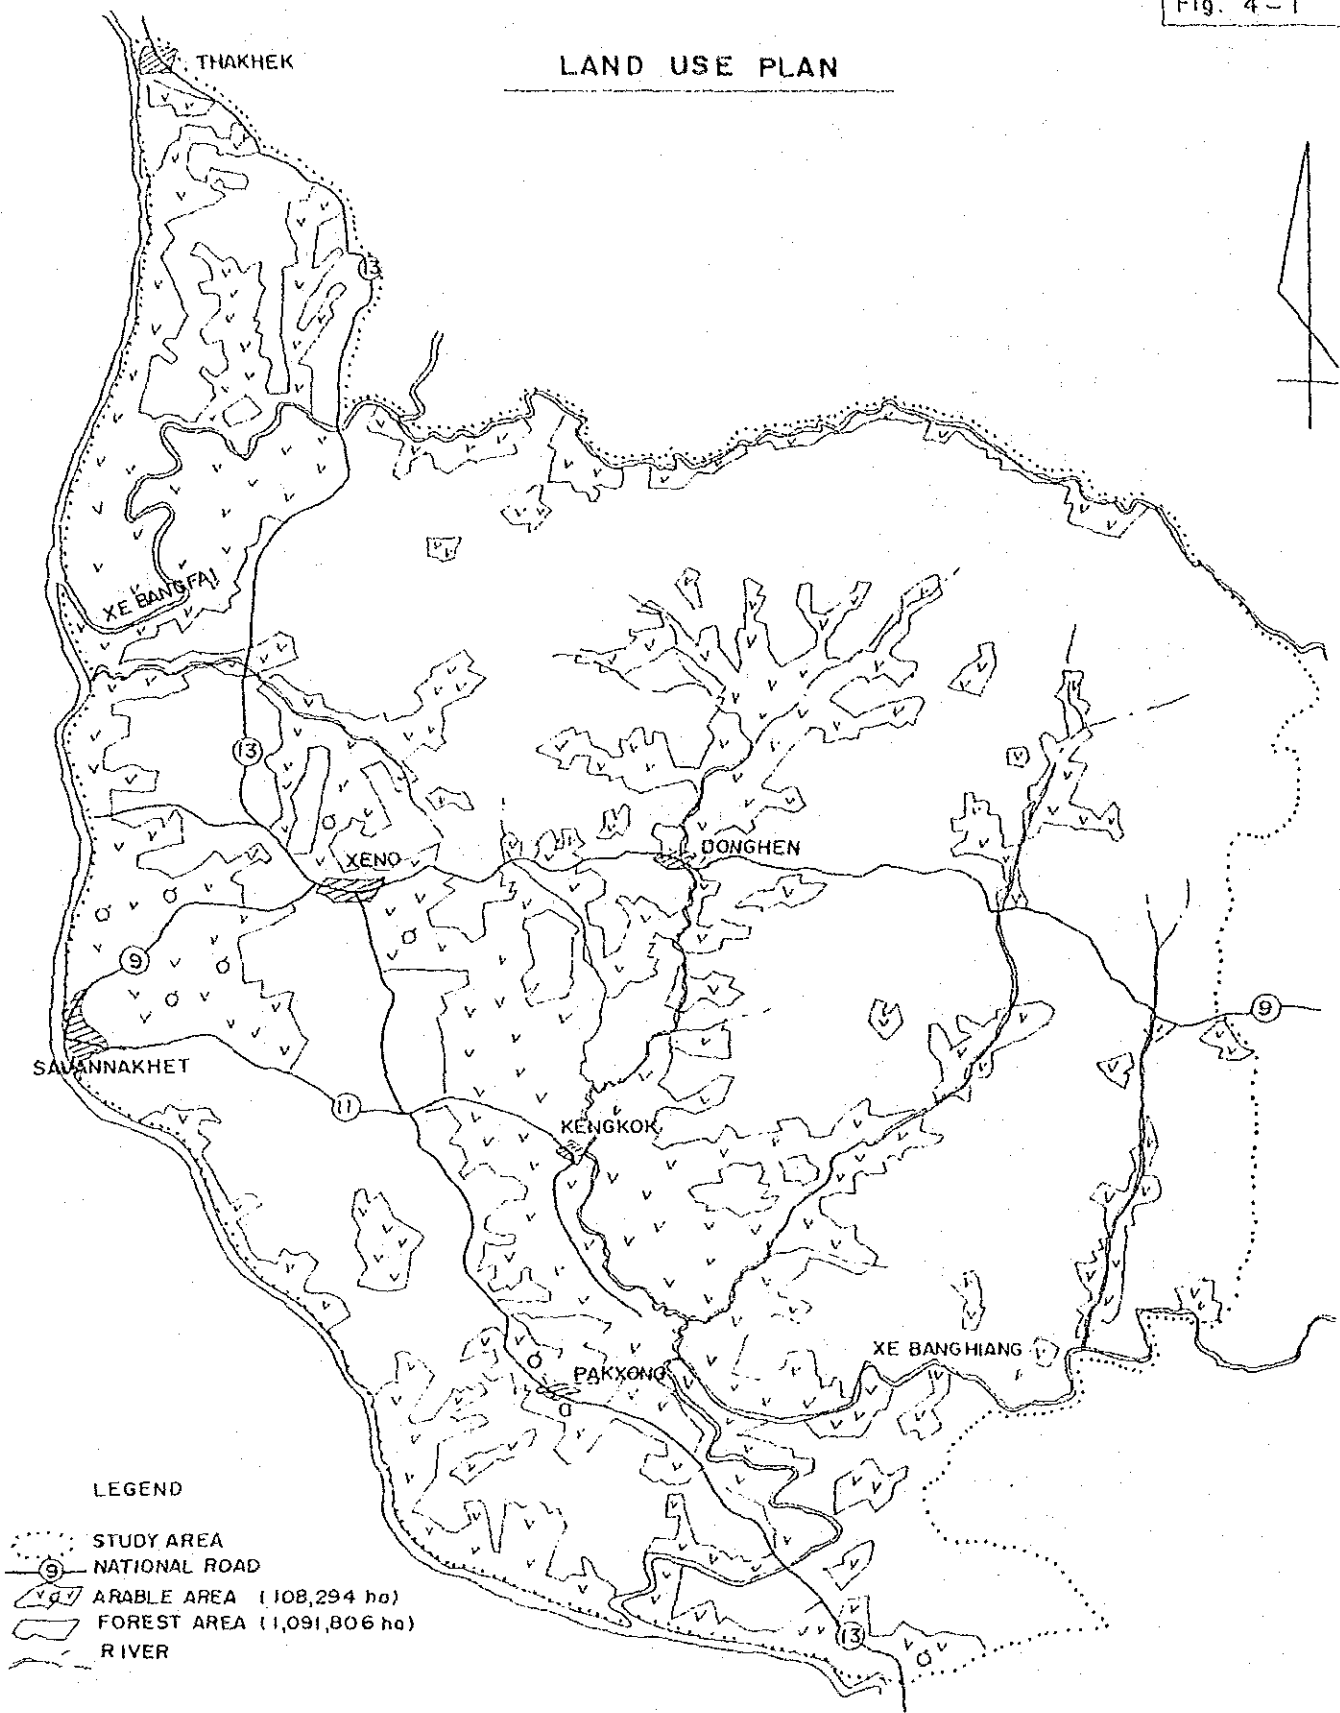 Fig. 4-1
LAND USE PLAN
THAKHEK
13
XE BANGFAI
13
XENO
DONGHEN
9
9
SAVANNAKHET
11
KENGKOK
XE BANGHIANG
PAKXONG
13
LEGEND
STUDY AREA
9 NATIONAL ROAD
ARABLE AREA (108,294 ha)
FOREST AREA (1,091,806 ha)
RIVER